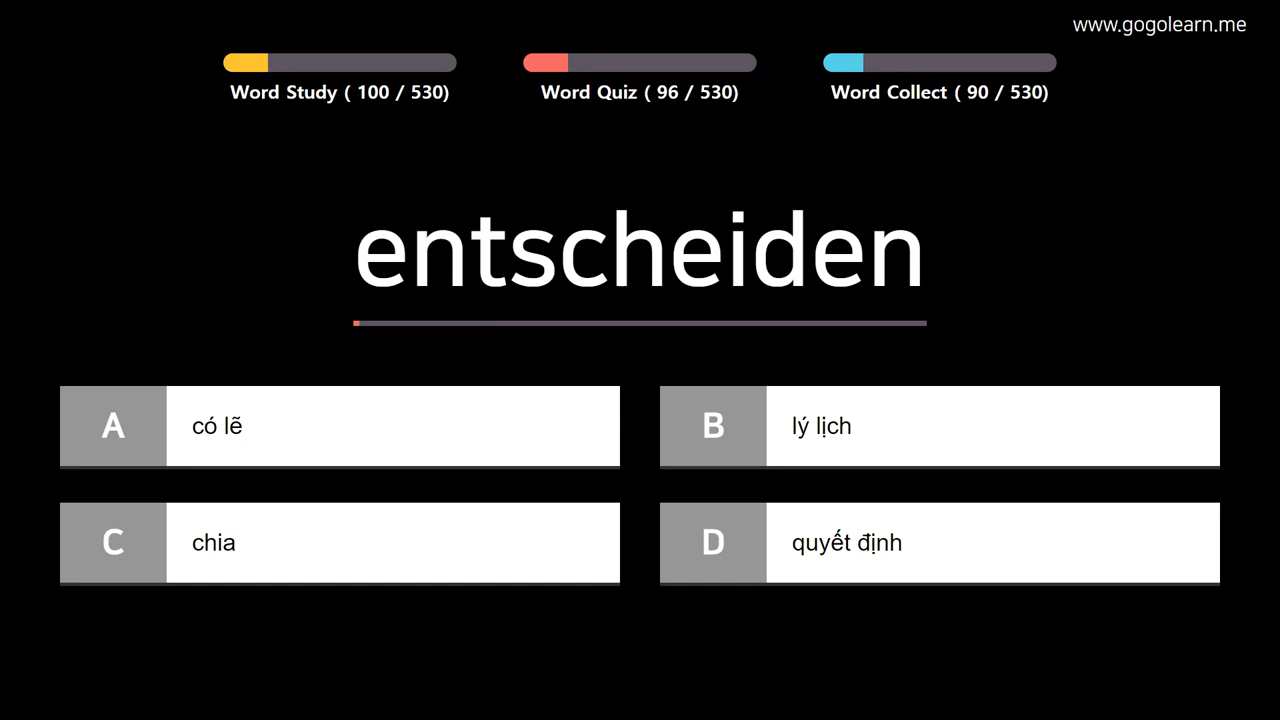 www.gogolearn.me
Word Study ( 100 / 530)
Word Quiz ( 96 / 530)
Word Collect ( 90 / 530)
entscheiden
A có lẽ
B lý lịch
C chia
D quyết định